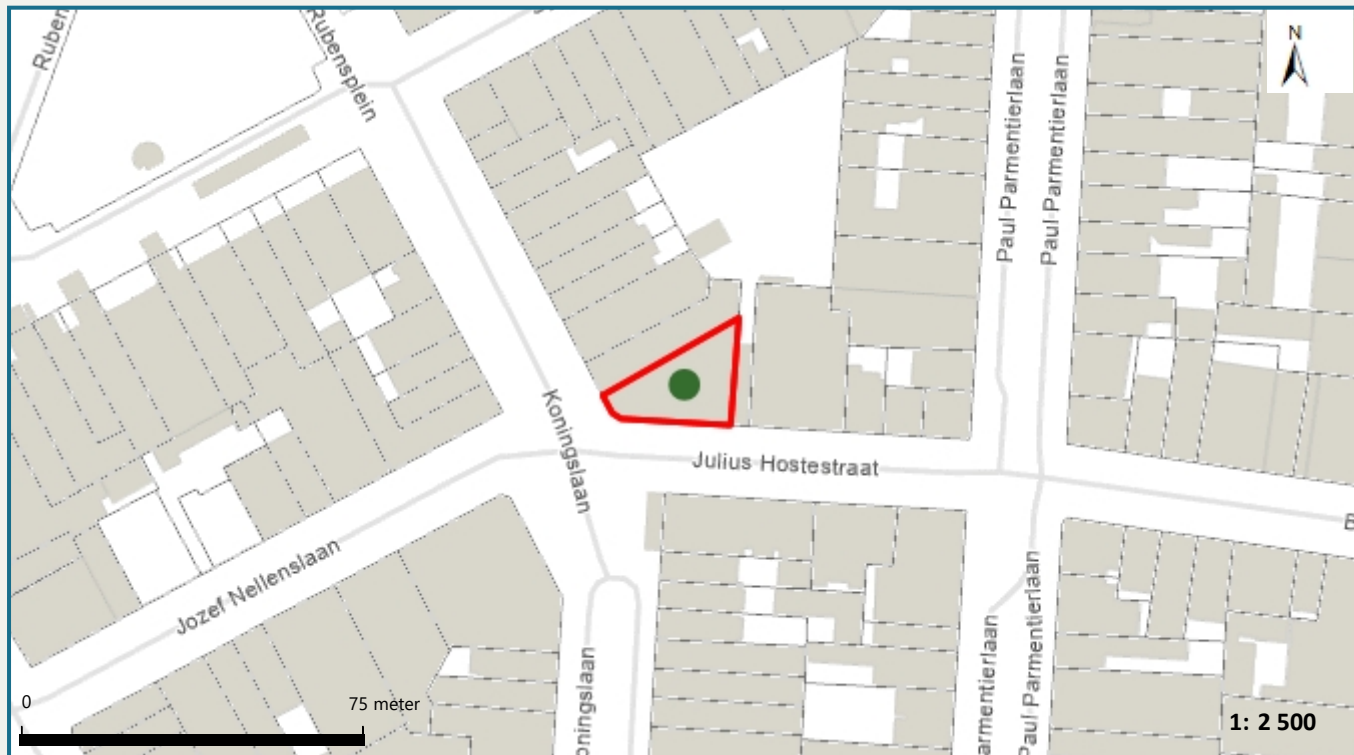 Ruben
Rubensplein
N
Paul Parmentierlaan
Paul Parmentierlaan
Koningslaan
Julius Hostestraat
B
Jozef Nellenslaan
oningslaan
armentierlaan
Paul-Parmentierlaan
0
75 meter
1: 2 500